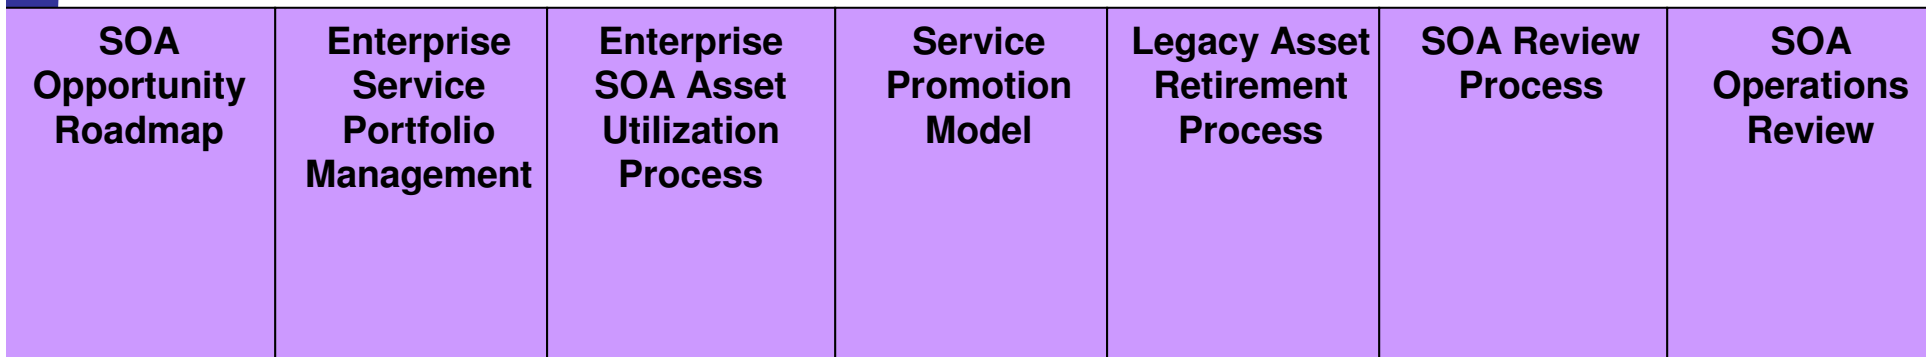 SOA
Opportunity
Roadmap
Enterprise
Service
Portfolio
Management
Enterprise
SOA Asset
Utilization
Process
Service
Promotion
Model
Legacy Asset
Retirement
Process
SOA Review
Process
SOA
Operations
Review